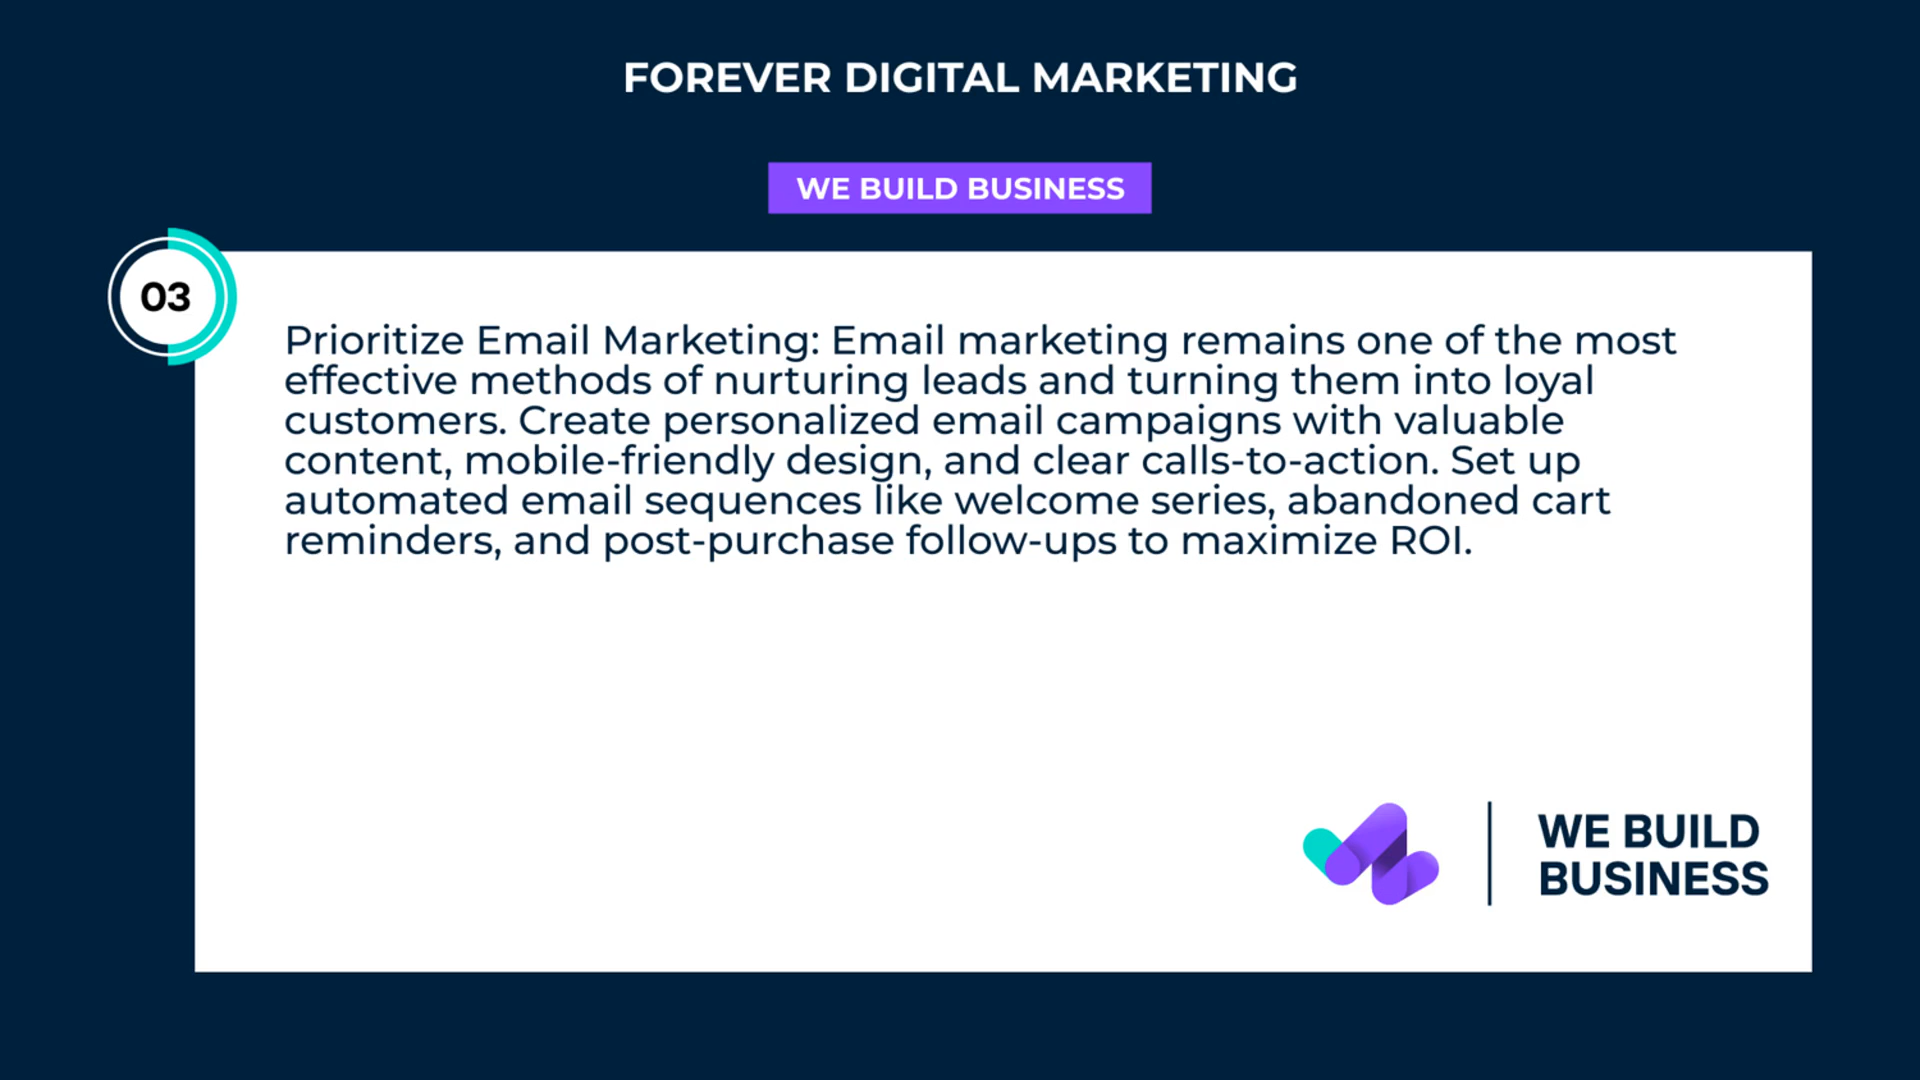 FOREVER DIGITAL MARKETING
WE BUILD BUSINESS
03
Prioritize Email Marketing: Email marketing remains one of the most
effective methods of nurturing leads and turning them into loyal
customers. Create personalized email campaigns with valuable
content, mobile-friendly design, and clear calls-to-action. Set up
automated email sequences like welcome series, abandoned cart
reminders, and post-purchase follow-ups to maximize ROI.
WE BUILD
BUSINESS